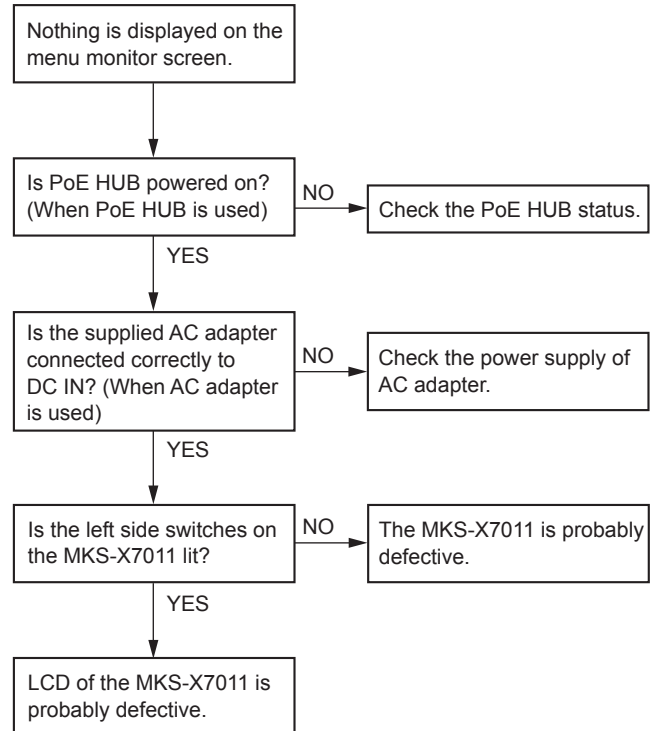 Nothing is displayed on the
menu monitor screen.
Is PoE HUB powered on?
(When PoE HUB is used)
NO
Check the PoE HUB status.
YES
Is the supplied AC adapter
connected correctly to
DC IN? (When AC adapter
is used)
NO
Check the power supply of
AC adapter.
YES
Is the left side switches on
the MKS-X7011 lit?
NO
The MKS-X7011 is probably
defective.
YES
LCD of the MKS-X7011 is
probably defective.